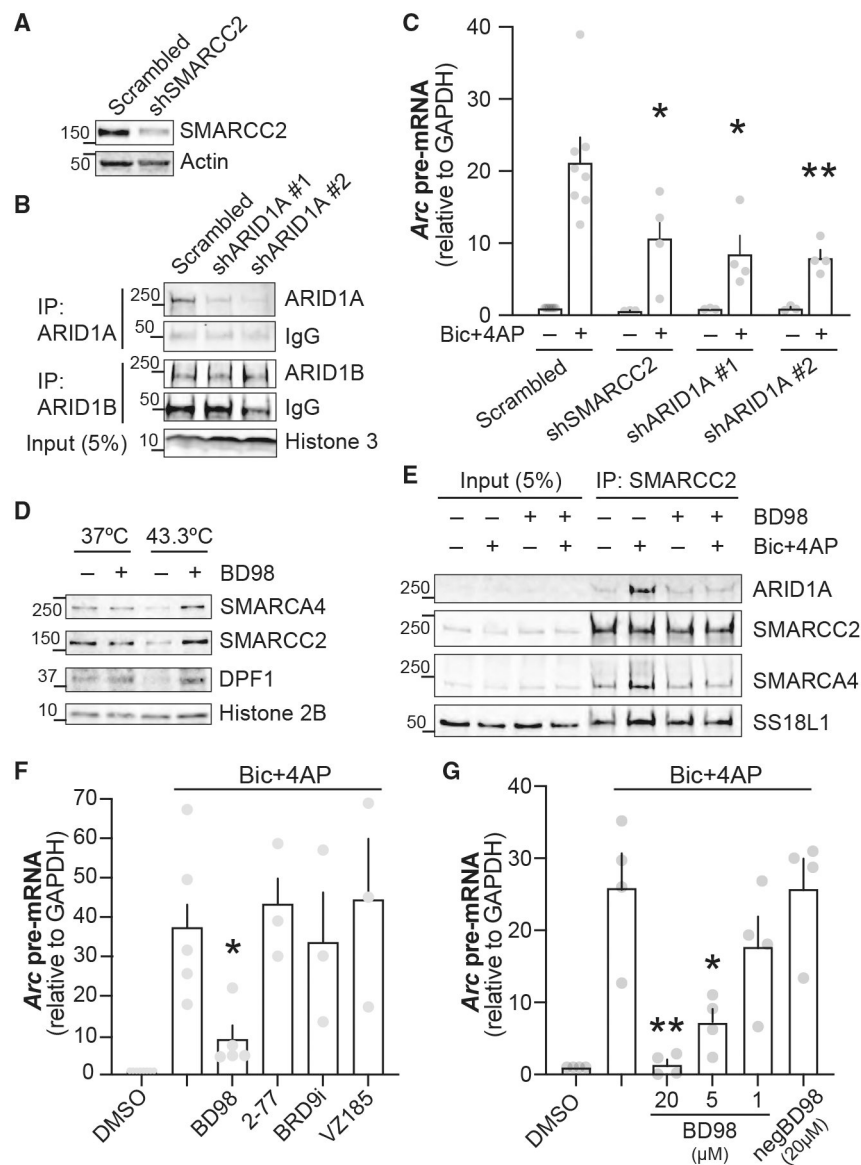 A
Scrambled
shSMARCC2
150
SMARCC2
50
Actin
B
Scrambled
shARID1A #1
shARID1A #2
IP:
ARID1A
250
ARID1A
50
IgG
IP:
ARID1B
250
ARID1B
50
IgG
Input (5%)
10
Histone 3
C
Arc pre-mRNA
(relative to GAPDH)
40
30
20
10
0
*
*
**
Bic+4AP
– + – + – + – +
Scrambled
shSMARCC2
shARID1A #1
shARID1A #2
D
37ºC 43.3ºC
– + – + BD98
250
SMARCA4
150
SMARCC2
37
DPF1
10
Histone 2B
E
Input (5%) IP: SMARCC2
– – + + – – + + BD98
– + – + – + – + Bic+4AP
250
ARID1A
250
SMARCC2
250
SMARCA4
50
SS18L1
F
Bic+4AP
Arc pre-mRNA
(relative to GAPDH)
70
50
40
30
20
10
0
*
DMSO
BD98
2-77
BRD9i
VZ185
G
Bic+4AP
Arc pre-mRNA
(relative to GAPDH)
40
30
20
10
0
**
*
DMSO
20 5 1
BD98
(µM)
negBD98
(20µM)